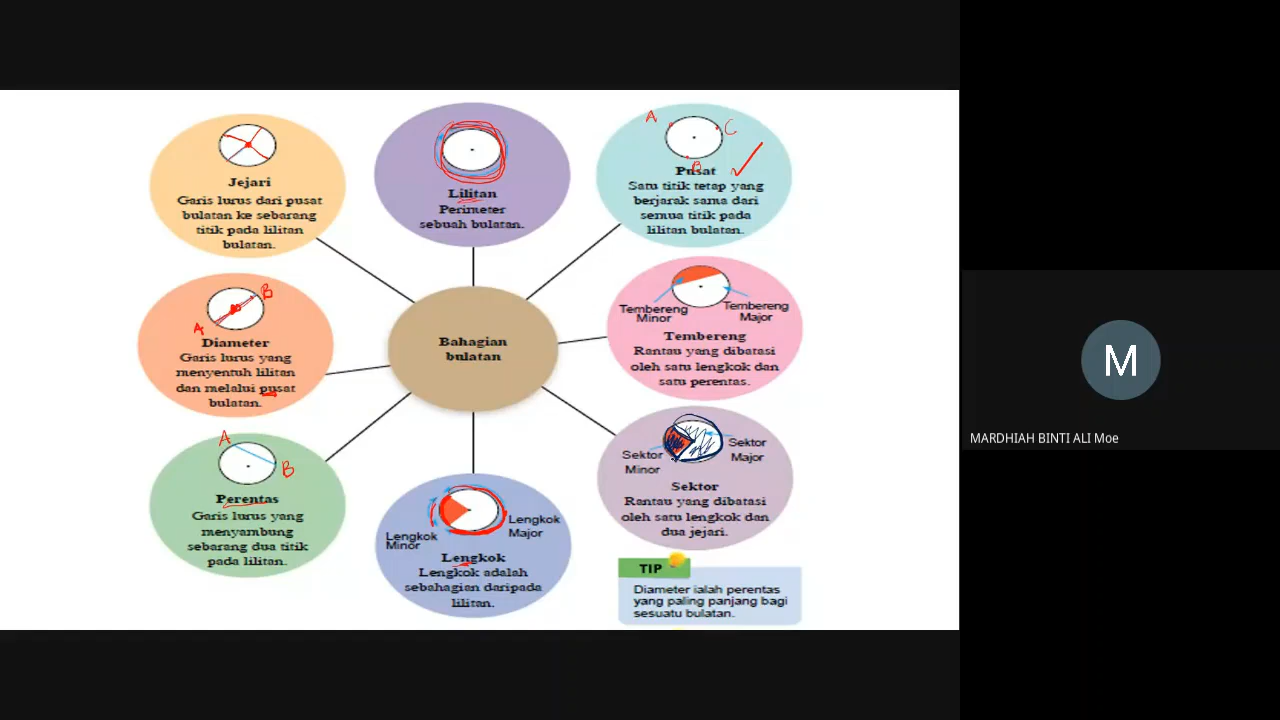 Jejari
Garis lurus dari pusat
bulatan ke sebarang
titik pada lilitan
bulatan.
Lilitan
Perimeter
sebuah bulatan.
A
C
B
Pusat
Satu titik tetap yang
berjarak sama dari
semua titik pada
lilitan bulatan.
B
A
Diameter
Garis lurus yang
menyentuh lilitan
dan melalui pusat
bulatan.
Bahagian
bulatan
Tembereng
Minor
Tembereng
Major
Tembereng
Rantau yang dibatasi
oleh satu lengkok dan
satu perentas.
A
B
Perentas
Garis lurus yang
menyambung
sebarang dua titik
pada lilitan.
Lengkok
Minor
Lengkok
Major
Lengkok
Lengkok adalah
sebahagian daripada
lilitan.
Sektor
Minor
Sektor
Major
Sektor
Rantau yang dibatasi
oleh satu lengkok dan
dua jejari.
TIP
Diameter ialah perentas
yang paling panjang bagi
sesuatu bulatan.
M
MARDHIAH BINTI ALI Moe